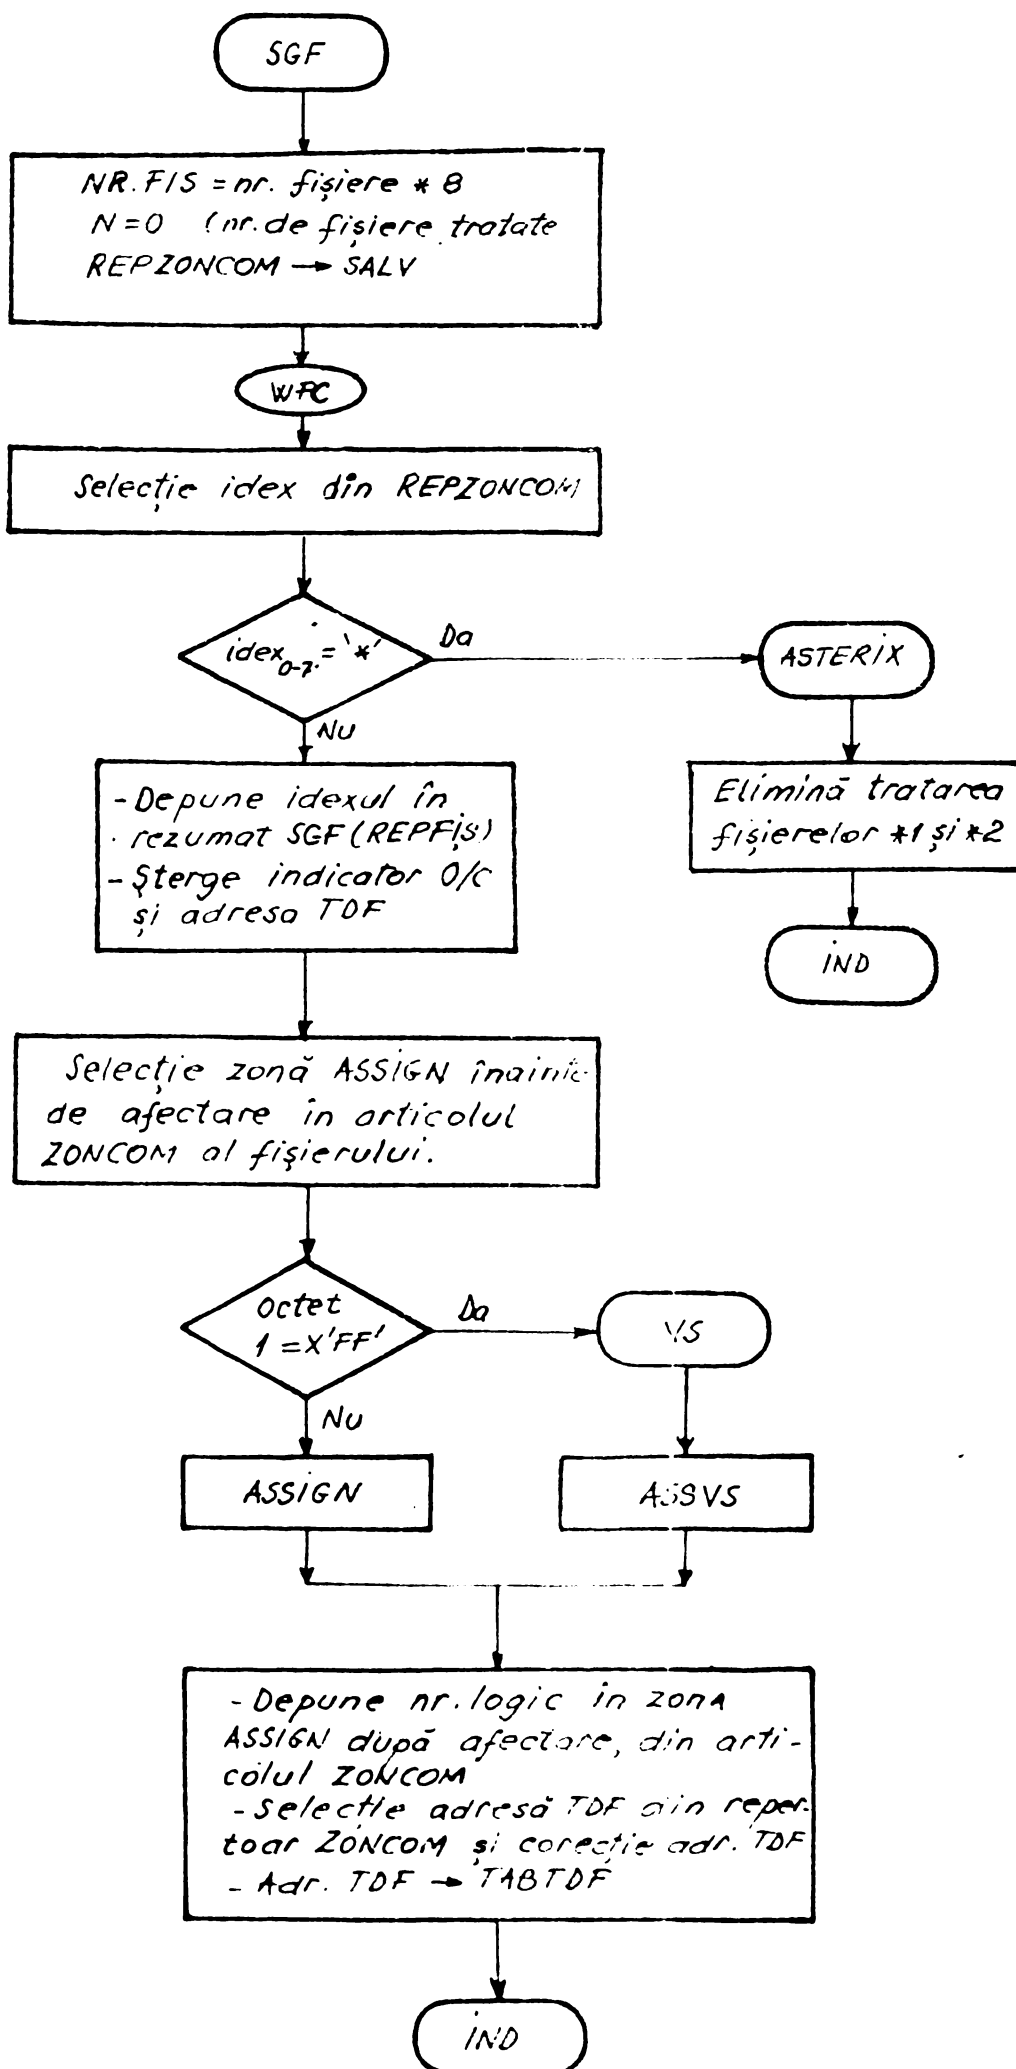 SGF
NR.FIS = nr. fișiere * 8
N=0 (nr. de fișiere tratate
REPZONCOM → SALV
Selecție idex din REPZONCOM
idex0-7 = '*'
Da
ASTERIX
Nu
- Depune idexul în
rezumat SGF (REPFIȘ)
- Șterge indicator O/C
și adresa TDF
Elimină tratarea
fișierelor *1 și *2
IND
Selecție zonă ASSIGN înainte
de afectare in articolul
ZONCOM al fișierului.
Octet
1 = X'FF'
Da
VS
Nu
ASSIGN
ASSVS
- Depune nr. logic in zona
ASSIGN după afectare, din arti-
colul ZONCOM
- Selecție adresă TDF din reper-
toar ZONCOM și corecție adr. TDF
- Adr. TDF → TABTDF
IND